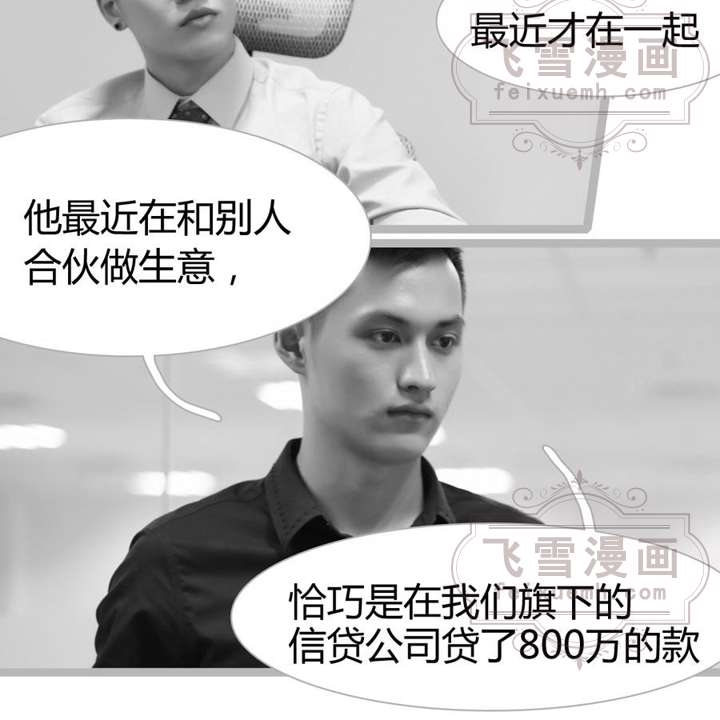 最近才在一起
飞雪漫画
feixuemh.com
他最近在和别人
合伙做生意，
飞雪漫画
feixuemh.com
恰巧是在我们旗下的
信贷公司贷了800万的款